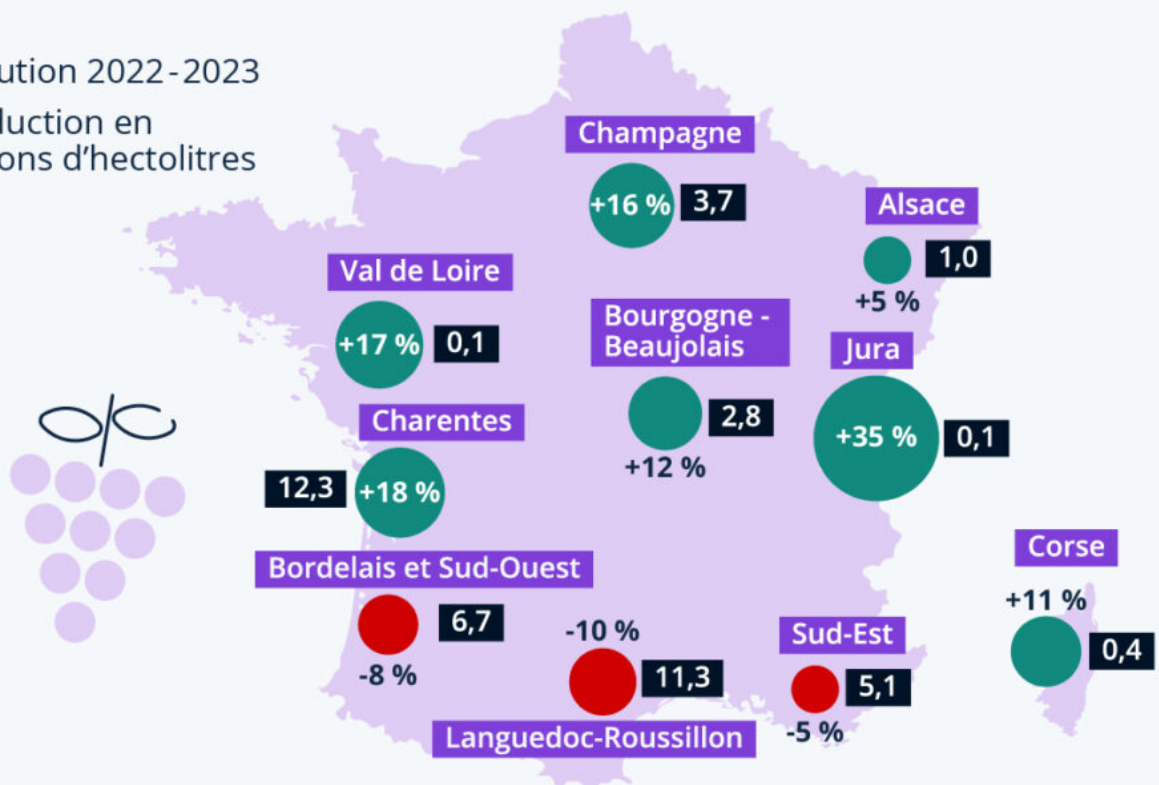 ution 2022-2023
luction en
ons d'hectolitres
Champagne
+16 % 3,7
Alsace
1,0
+5 %
Val de Loire
+17 % 0,1
Bourgogne -
Beaujolais
2,8
+12 %
Jura
+35 % 0,1
Charentes
12,3 +18 %
Bordelais et Sud-Ouest
6,7
-8 %
-10 %
11,3
Languedoc-Roussillon
Sud-Est
5,1
-5 %
Corse
+11 %
0,4